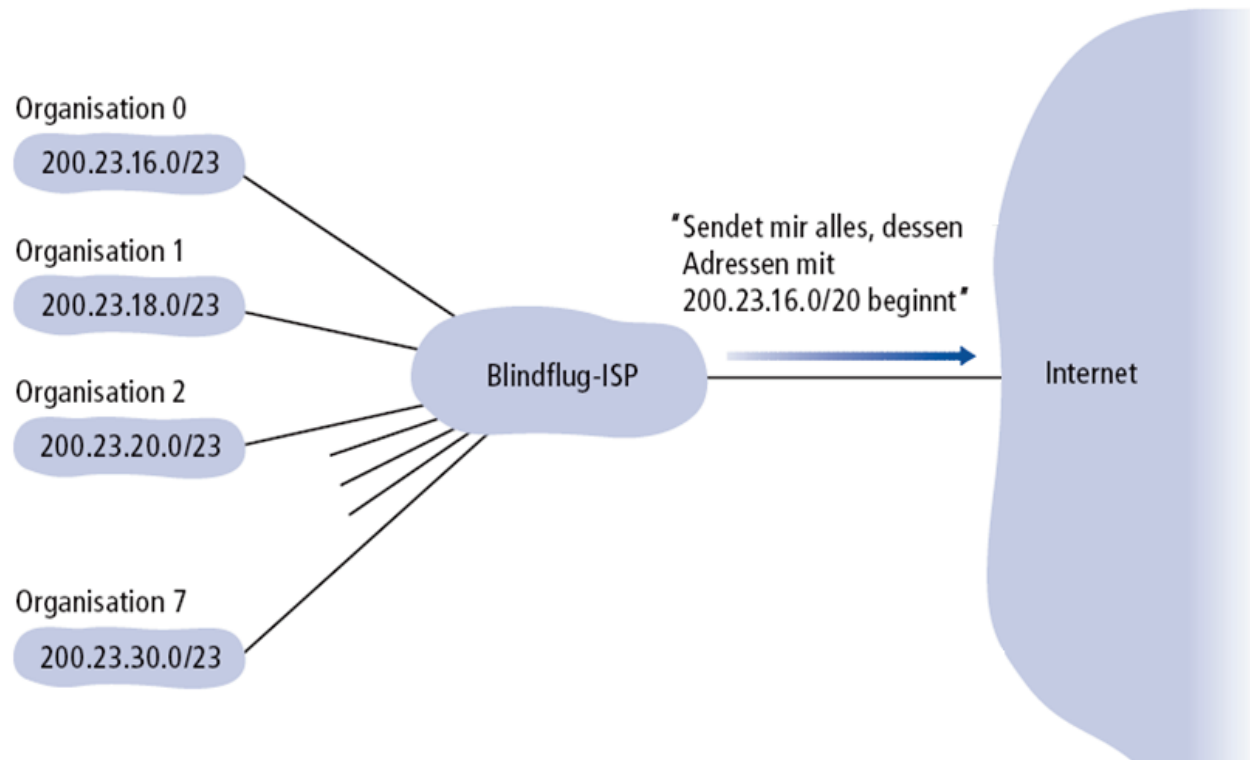 Organisation 0
200.23.16.0/23
Organisation 1
200.23.18.0/23
Organisation 2
200.23.20.0/23
Organisation 7
200.23.30.0/23
Blindflug-ISP
"Sendet mir alles, dessen
Adressen mit
200.23.16.0/20 beginnt"
Internet